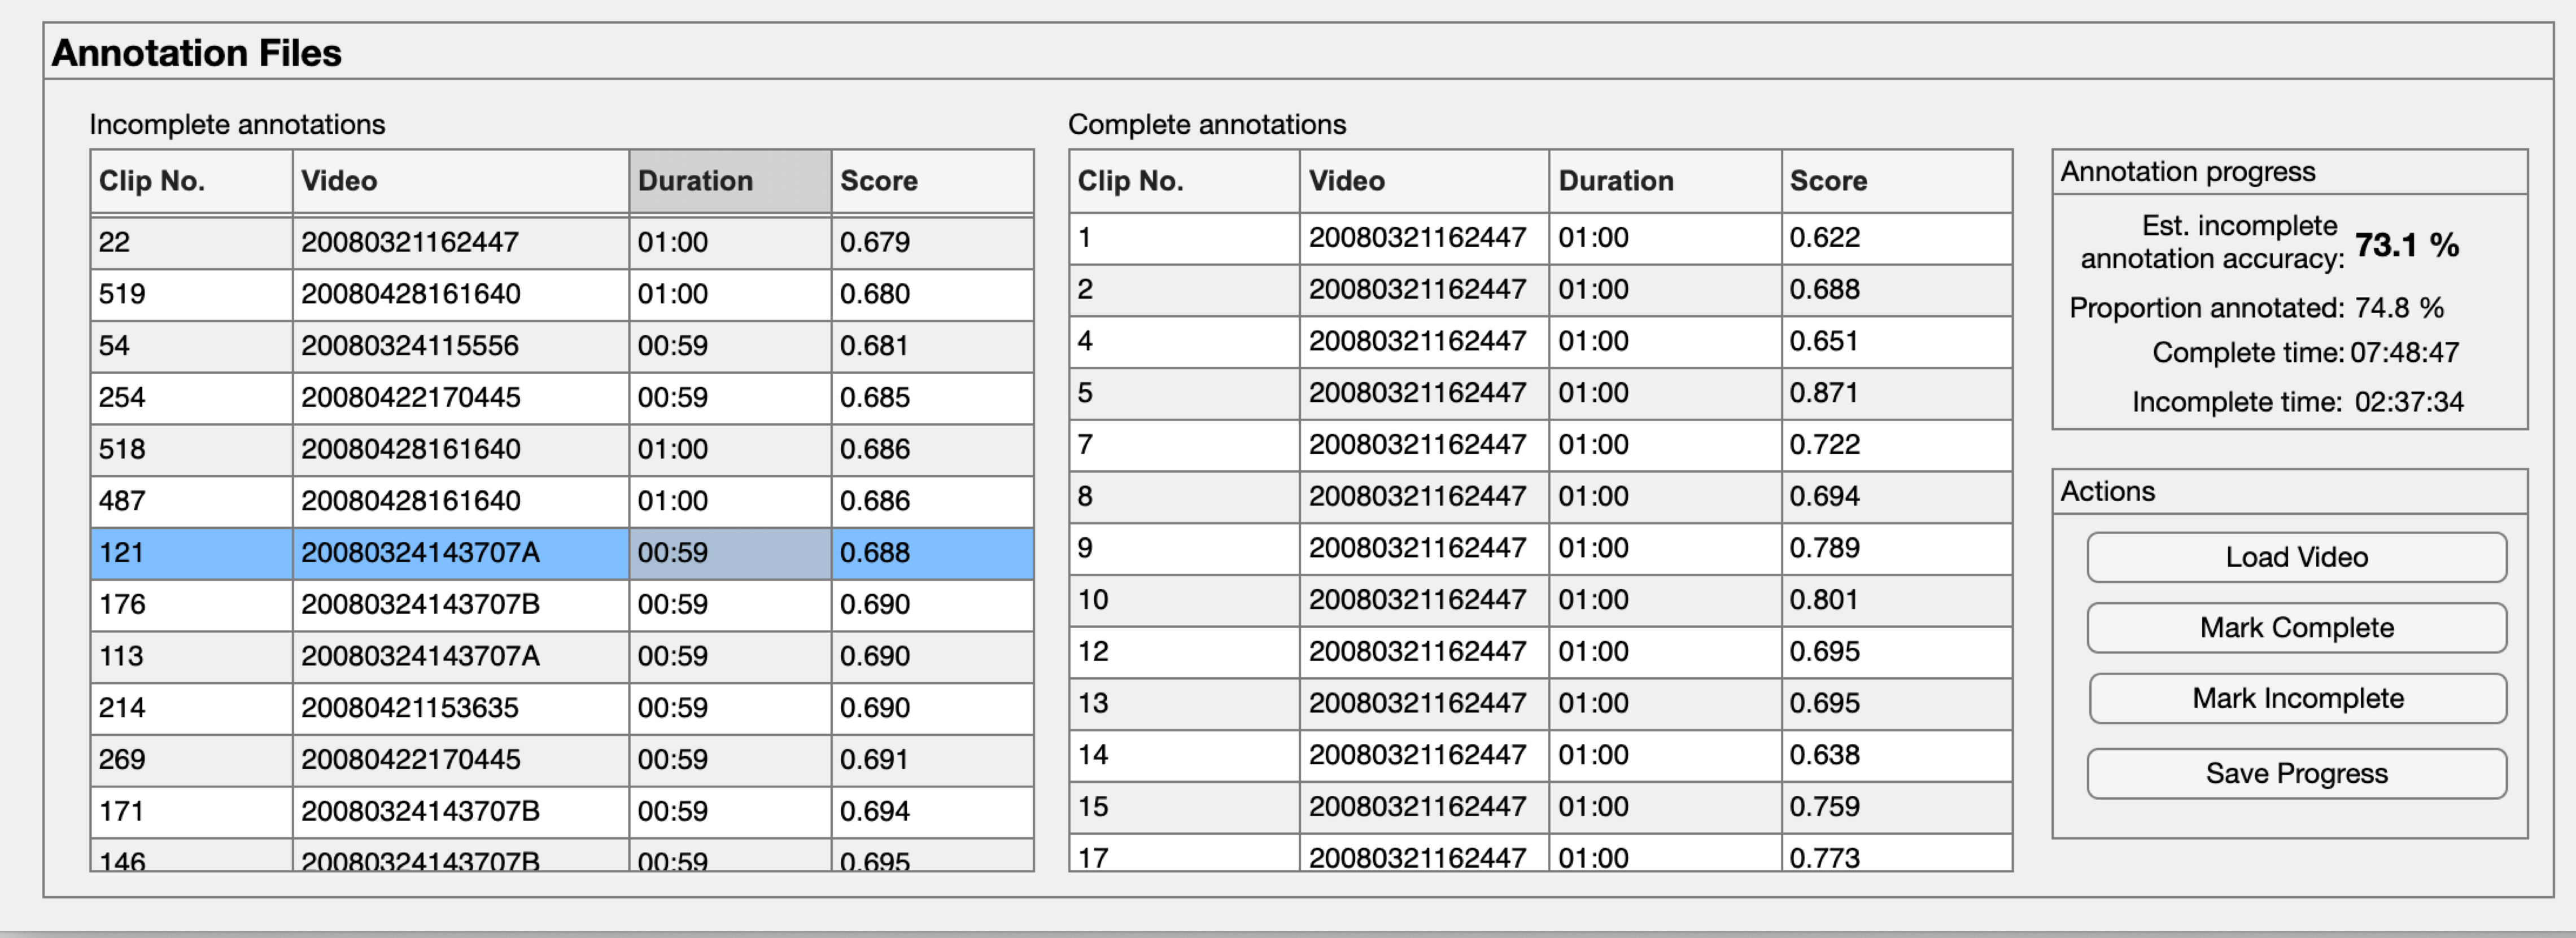 Annotation Files
Incomplete annotations
Clip No. Video Duration Score
22 20080321162447 01:00 0.679
519 20080428161640 01:00 0.680
54 20080324115556 00:59 0.681
254 20080422170445 00:59 0.685
518 20080428161640 01:00 0.686
487 20080428161640 01:00 0.686
121 20080324143707A 00:59 0.688
176 20080324143707B 00:59 0.690
113 20080324143707A 00:59 0.690
214 20080421153635 00:59 0.690
269 20080422170445 00:59 0.691
171 20080324143707B 00:59 0.694
146 20080324143707B 00:59 0.695
Complete annotations
Clip No. Video Duration Score
1 20080321162447 01:00 0.622
2 20080321162447 01:00 0.688
4 20080321162447 01:00 0.651
5 20080321162447 01:00 0.871
7 20080321162447 01:00 0.722
8 20080321162447 01:00 0.694
9 20080321162447 01:00 0.789
10 20080321162447 01:00 0.801
12 20080321162447 01:00 0.695
13 20080321162447 01:00 0.695
14 20080321162447 01:00 0.638
15 20080321162447 01:00 0.759
17 20080321162447 01:00 0.773
Annotation progress
Est. incomplete
annotation accuracy: 73.1 %
Proportion annotated: 74.8 %
Complete time: 07:48:47
Incomplete time: 02:37:34
Actions
Load Video
Mark Complete
Mark Incomplete
Save Progress